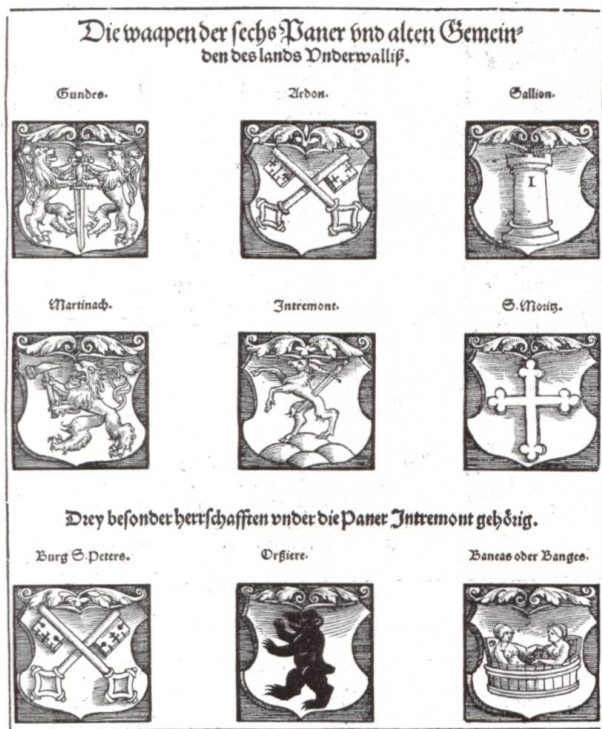 Die waapen der sechs Paner vnd alten Gemein⸗
den des lands Vnderwalliß.
Gundes. Ardon. Sallion.
I
Martinach. Intremont. S. Moritz.
Drey besonder herrschafften vnder die Paner Intremont gehörig.
Burg S. Peters. Orßiere. Bancas oder Banges.